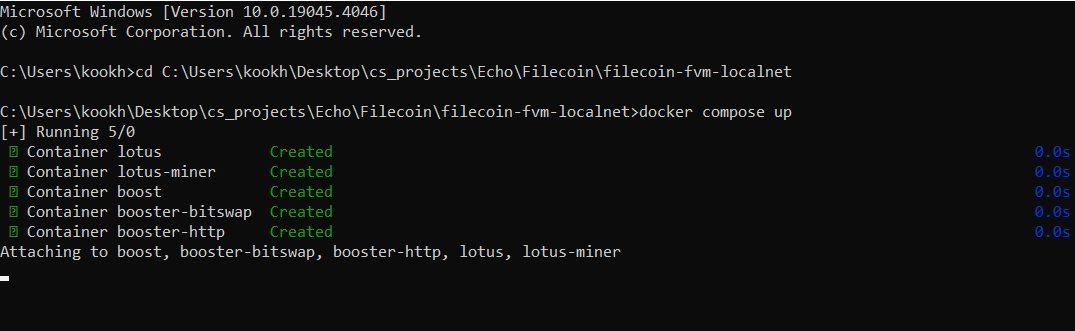 Microsoft Windows [Version 10.0.19045.4046]
(c) Microsoft Corporation. All rights reserved.
C:\Users\kookh>cd C:\Users\kookh\Desktop\cs_projects\Echo\Filecoin\filecoin-fvm-localnet
C:\Users\kookh\Desktop\cs_projects\Echo\Filecoin\filecoin-fvm-localnet>docker compose up
[+] Running 5/0
⍰ Container lotus Created 0.0s
⍰ Container lotus-miner Created 0.0s
⍰ Container boost Created 0.0s
⍰ Container booster-bitswap Created 0.0s
⍰ Container booster-http Created 0.0s
Attaching to boost, booster-bitswap, booster-http, lotus, lotus-miner